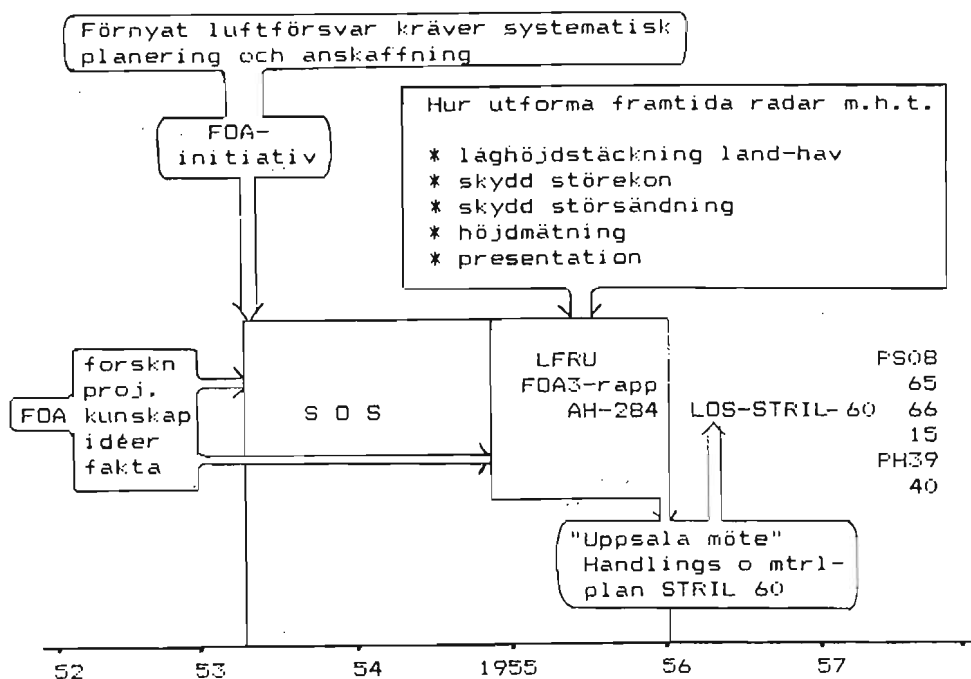 Förnyat luftförsvar kräver systematisk
planering och anskaffning
FOA-
initiativ
Hur utforma framtida radar m.h.t.
* låghöjdstäckning land-hav
* skydd störekon
* skydd störsändning
* höjdmätning
* presentation
FOA
forskn
proj.
kunskap
idéer
fakta
S O S
LFRU
FOA3-rapp
AH-284
LOS-STRIL-60
PS08
65
66
15
PH39
40
"Uppsala möte"
Handlings o mtrl-
plan STRIL 60
52 53 54 1955 56 57